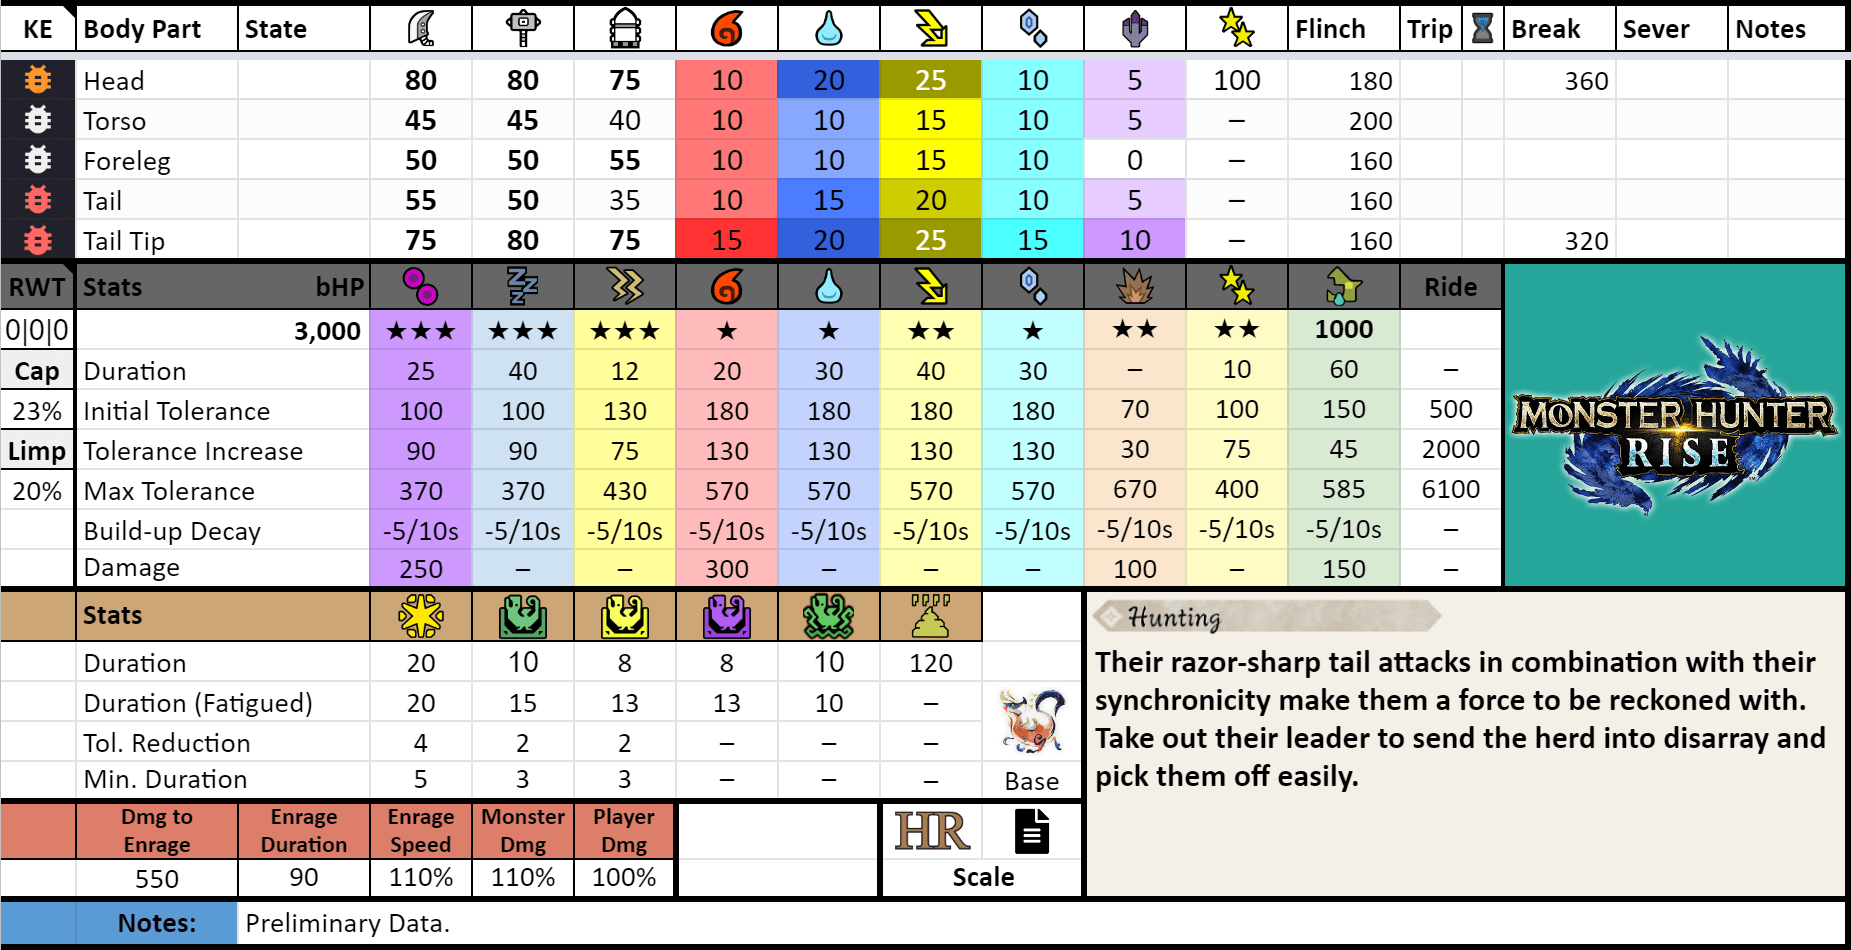 KE Body Part State Flinch Trip Break Sever Notes
Head 80 80 75 10 20 25 10 5 100 180 360
Torso 45 45 40 10 10 15 10 5 – 200
Foreleg 50 50 55 10 10 15 10 0 – 160
Tail 55 50 35 10 15 20 10 5 – 160
Tail Tip 75 80 75 15 20 25 15 10 – 160 320
RWT Stats bHP Ride
0|0|0 3,000 ★★★ ★★★ ★★★ ★ ★ ★★ ★ ★★ ★★ 1000
Cap Duration 25 40 12 20 30 40 30 – 10 60 –
23% Initial Tolerance 100 100 130 180 180 180 180 70 100 150 500
Limp Tolerance Increase 90 90 75 130 130 130 130 30 75 45 2000
20% Max Tolerance 370 370 430 570 570 570 570 670 400 585 6100
Build-up Decay -5/10s -5/10s -5/10s -5/10s -5/10s -5/10s -5/10s -5/10s -5/10s -5/10s –
Damage 250 – – 300 – – – 100 – 150 –
MONSTER HUNTER
RISE
Stats
Duration 20 10 8 8 10 120
Duration (Fatigued) 20 15 13 13 10 –
Tol. Reduction 4 2 2 – – –
Min. Duration 5 3 3 – – –
Base
Hunting
Their razor-sharp tail attacks in combination with their
synchronicity make them a force to be reckoned with.
Take out their leader to send the herd into disarray and
pick them off easily.
Dmg to Enrage Enrage Monster Player
Enrage Duration Speed Dmg Dmg
550 90 110% 110% 100%
HR
Scale
Notes: Preliminary Data.